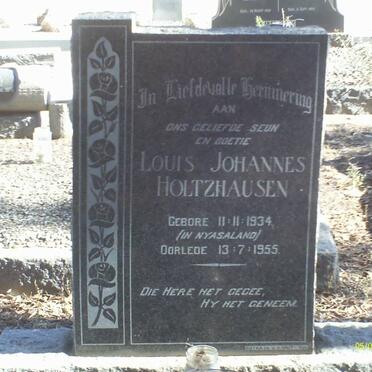 In Liefdevolle Herinnering
AAN
ONS GELIEFDE SEUN
EN BOETIE
LOUIS JOHANNES
HOLTZHAUSEN
GEBORE 11:11:1934.
(IN NYASALAND)
OORLEDE 13:7:1955.
DIE HERE HET GEGEE,
HY HET GENEEM.